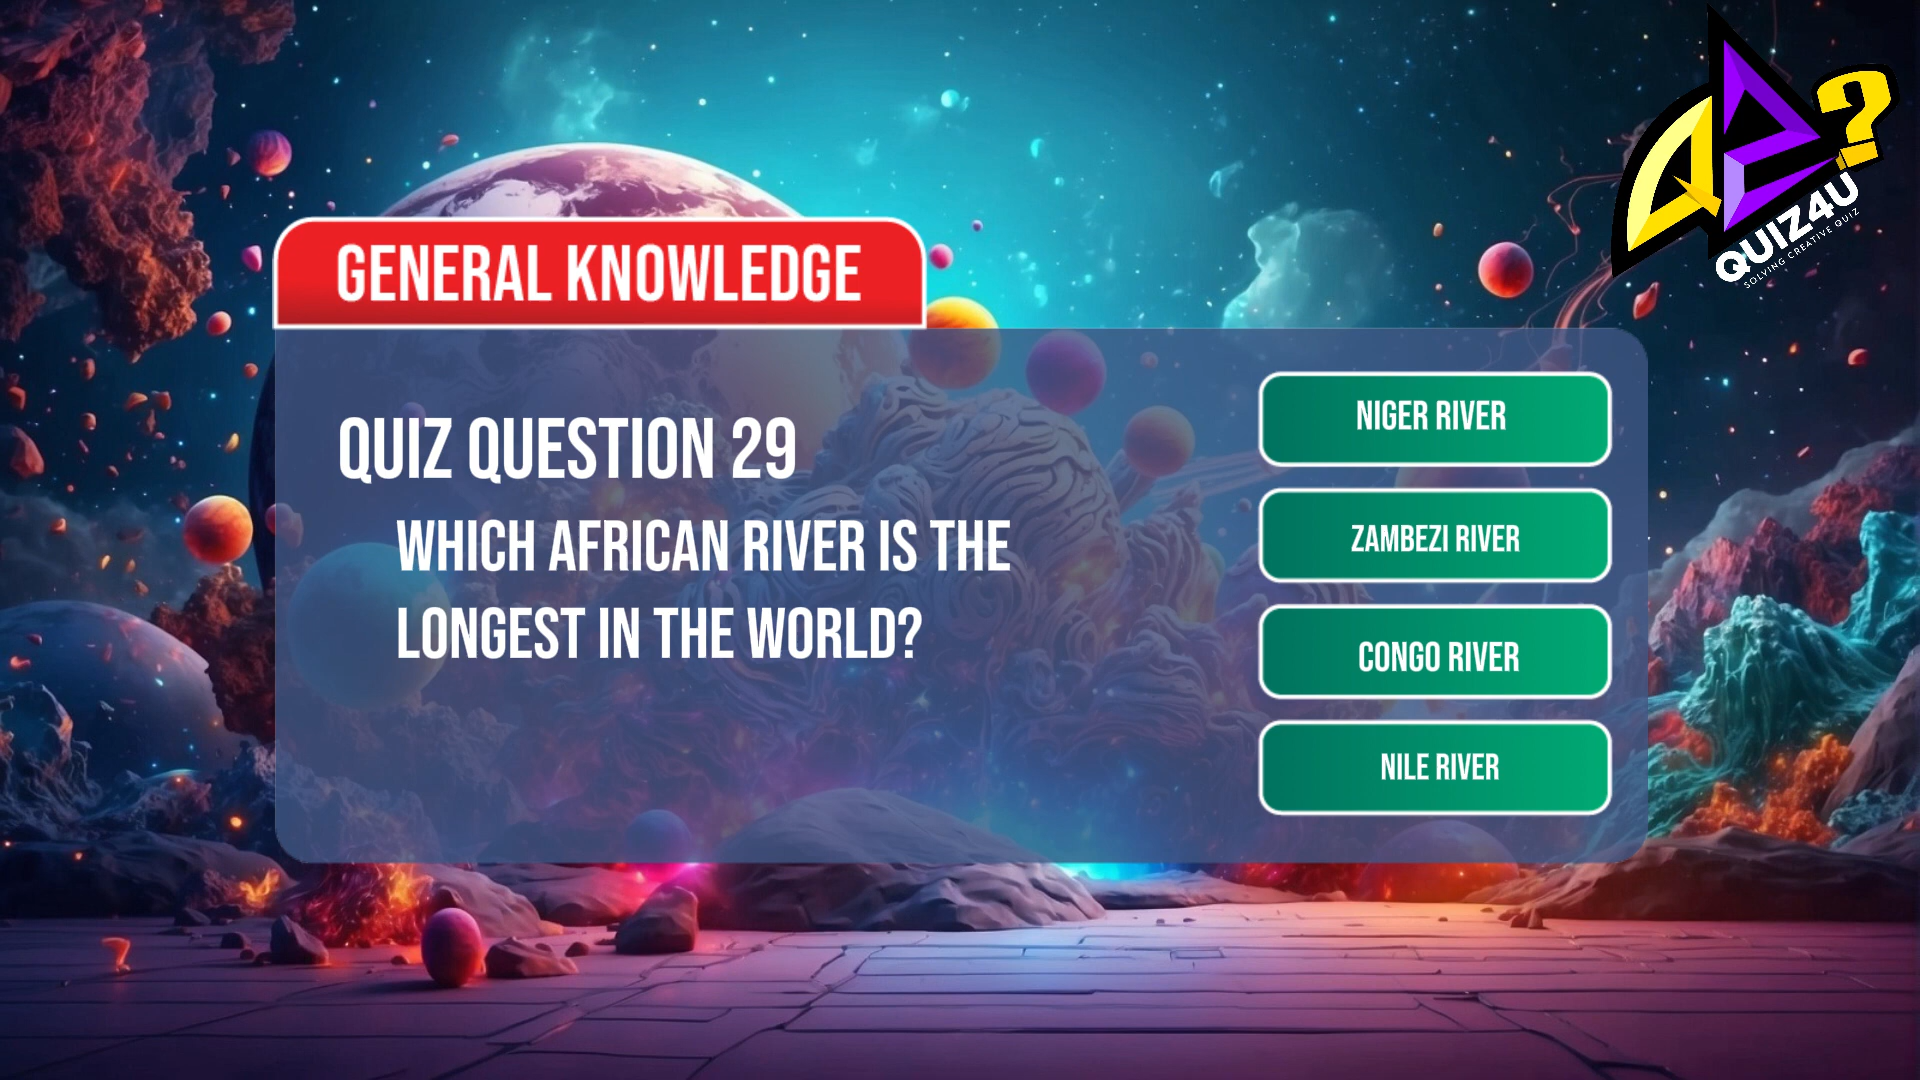 GENERAL KNOWLEDGE
QUIZ QUESTION 29
WHICH AFRICAN RIVER IS THE
LONGEST IN THE WORLD?
NIGER RIVER
ZAMBEZI RIVER
CONGO RIVER
NILE RIVER
?
QUIZ4U
SOLVING CREATIVE QUIZ